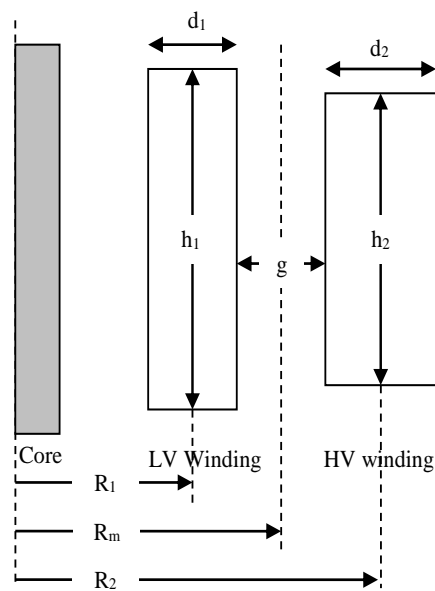 d₁
d₂
h₁
h₂
g
Core
LV Winding
HV winding
R₁
Rₘ
R₂